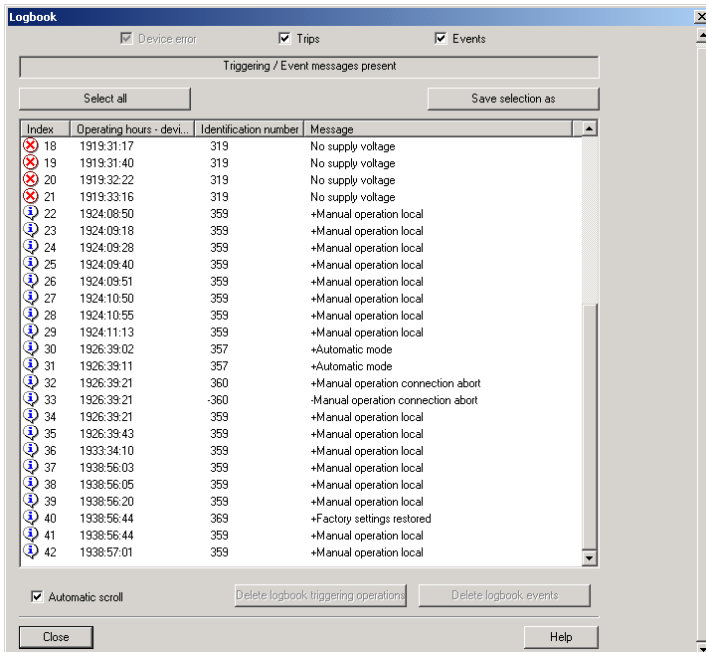 Logbook
Device error Trips Events
Triggering / Event messages present
Select all Save selection as
Index Operating hours - devi... Identification number Message
18 1919:31:17 319 No supply voltage
19 1919:31:40 319 No supply voltage
20 1919:32:22 319 No supply voltage
21 1919:33:16 319 No supply voltage
22 1924:08:50 359 +Manual operation local
23 1924:09:18 359 +Manual operation local
24 1924:09:28 359 +Manual operation local
25 1924:09:40 359 +Manual operation local
26 1924:09:51 359 +Manual operation local
27 1924:10:50 359 +Manual operation local
28 1924:10:55 359 +Manual operation local
29 1924:11:13 359 +Manual operation local
30 1926:39:02 357 +Automatic mode
31 1926:39:11 357 +Automatic mode
32 1926:39:21 360 +Manual operation connection abort
33 1926:39:21 -360 -Manual operation connection abort
34 1926:39:21 359 +Manual operation local
35 1926:39:43 359 +Manual operation local
36 1933:34:10 359 +Manual operation local
37 1938:56:03 359 +Manual operation local
38 1938:56:05 359 +Manual operation local
39 1938:56:20 359 +Manual operation local
40 1938:56:44 369 +Factory settings restored
41 1938:56:44 359 +Manual operation local
42 1938:57:01 359 +Manual operation local
Automatic scroll Delete logbook triggering operations Delete logbook events
Close Help